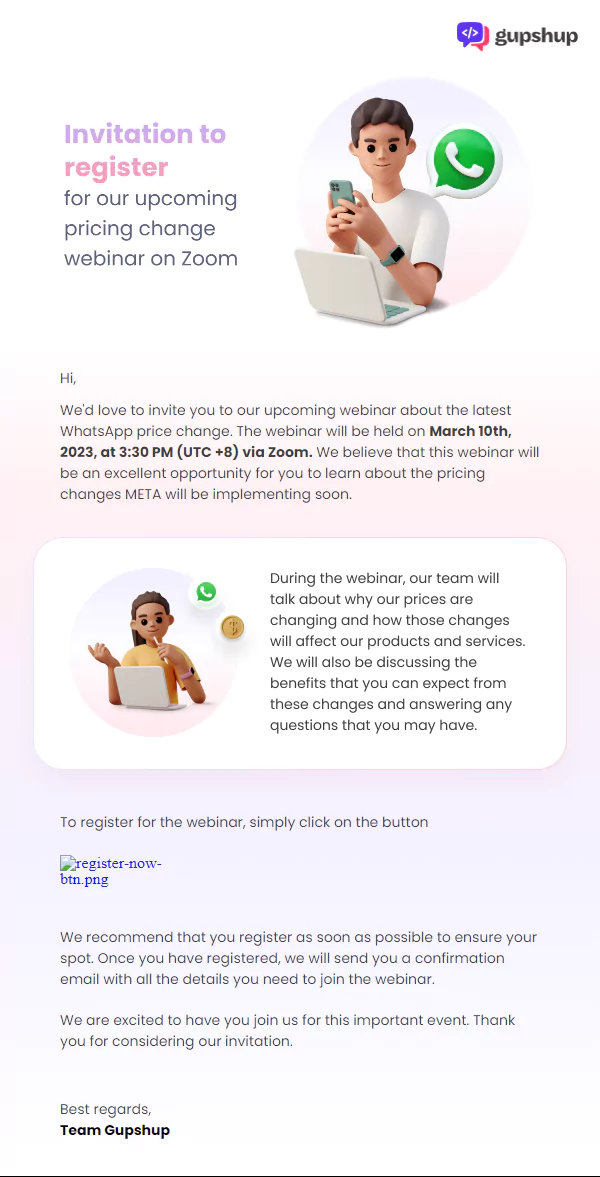 gupshup
Invitation to
register
for our upcoming
pricing change
webinar on Zoom
Hi,
We'd love to invite you to our upcoming webinar about the latest
WhatsApp price change. The webinar will be held on March 10th,
2023, at 3:30 PM (UTC +8) via Zoom. We believe that this webinar will
be an excellent opportunity for you to learn about the pricing
changes META will be implementing soon.
During the webinar, our team will
talk about why our prices are
changing and how those changes
will affect our products and services.
We will also be discussing the
benefits that you can expect from
these changes and answering any
questions that you may have.
To register for the webinar, simply click on the button
register-now-
btn.png
We recommend that you register as soon as possible to ensure your
spot. Once you have registered, we will send you a confirmation
email with all the details you need to join the webinar.
We are excited to have you join us for this important event. Thank
you for considering our invitation.
Best regards,
Team Gupshup